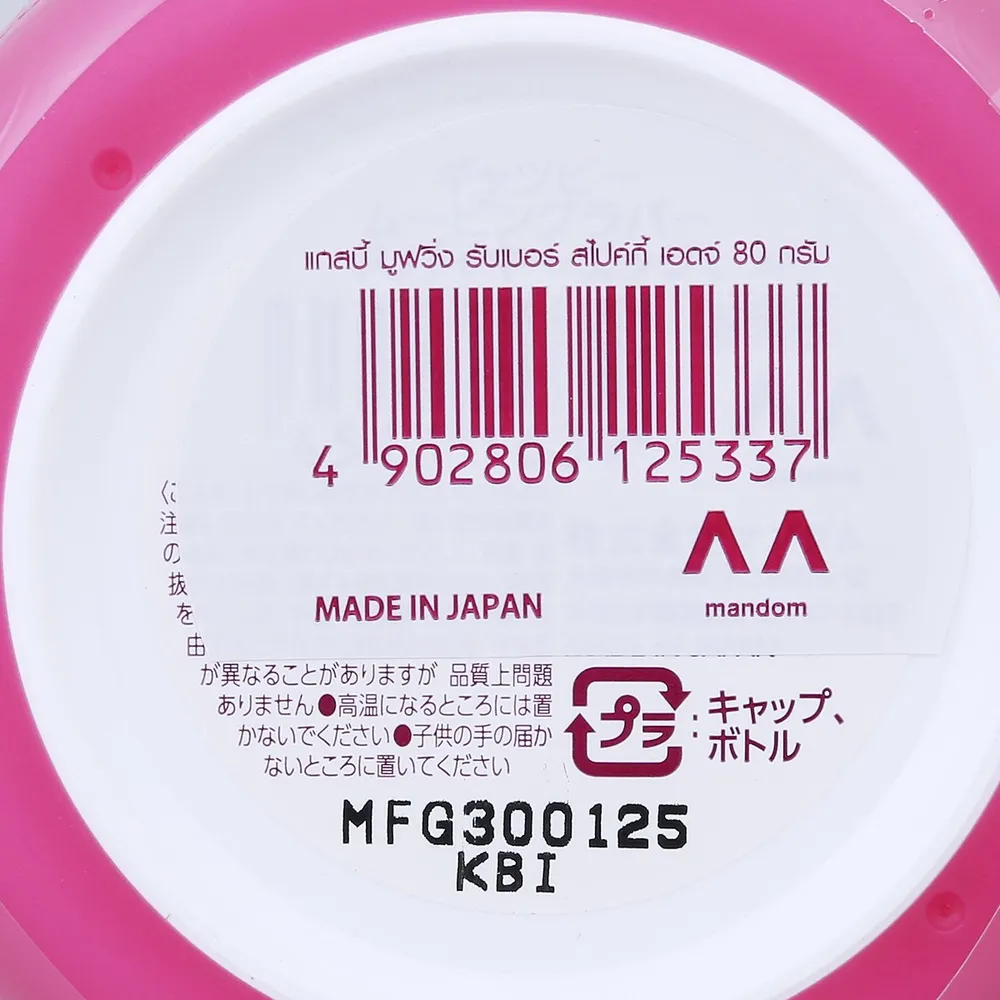 แกสบี้ มูฟวิ่ง รับเบอร์ สไปค์กี้ เอดจ์ 80 กรัม
4 902806 125337
mandom
MADE IN JAPAN
注
の
抜
を
由
が異なることがありますが 品質上問題
ありません●高温になるところには置
かないでください●子供の手の届か
ないところに置いてください
プラ : キャップ、
ボトル
MFG300125
KBI